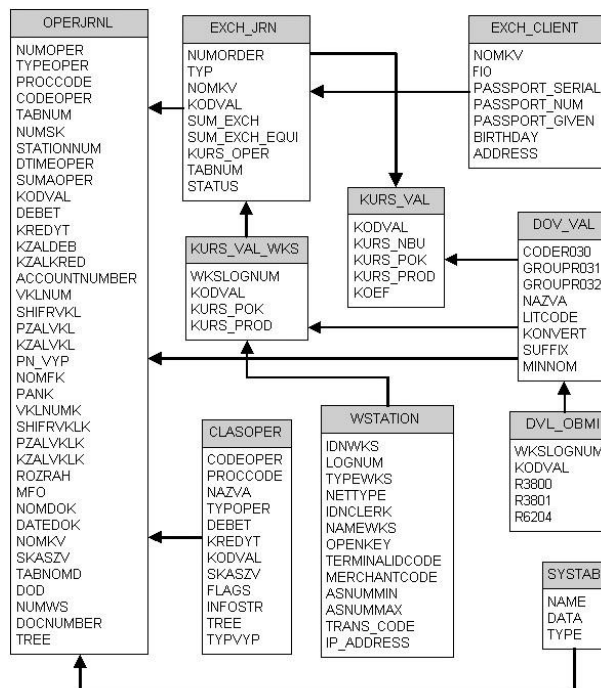 OPERJRNL
NUMOPER
TYPEOPER
PROCCODE
CODEOPER
TABNUM
NUMSK
STATIONNUM
DTIMEOPER
SUMAOPER
KODVAL
DEBET
KREDYT
KZALDEB
KZALKRED
ACCOUNTNUMBER
VKLNUM
SHIFRVKL
PZALVKL
KZALVKL
PN_VYP
NOMFK
PANK
VKLNUMK
SHIFRVKLK
PZALVKLK
KZALVKLK
ROZRAH
MFO
NOMDOK
DATEDOK
NOMKV
SKASZV
TABNOMD
DOD
NUMWS
DOCNUMBER
TREE
EXCH_JRN
NUMORDER
TYP
NOMKV
KODVAL
SUM_EXCH
SUM_EXCH_EQUI
KURS_OPER
TABNUM
STATUS
EXCH_CLIENT
NOMKV
FIO
PASSPORT_SERIAL
PASSPORT_NUM
PASSPORT_GIVEN
BIRTHDAY
ADDRESS
KURS_VAL
KODVAL
KURS_NBU
KURS_POK
KURS_PROD
KOEF
KURS_VAL_WKS
WKSLOGNUM
KODVAL
KURS_POK
KURS_PROD
DOV_VAL
CODER030
GROUPR031
GROUPR032
NAZVA
LITCODE
KONVERT
SUFFIX
MINNOM
CLASOPER
CODEOPER
PROCCODE
NAZVA
TYPOPER
DEBET
KREDYT
KODVAL
SKASZV
FLAGS
INFOSTR
TREE
TYPVYP
WSTATION
IDNWKS
LOGNUM
TYPEWKS
NETTYPE
IDNCLERK
NAMEWKS
OPENKEY
TERMINALIDCODE
MERCHANTCODE
ASNUMMIN
ASNUMMAX
TRANS_CODE
IP_ADDRESS
DVL_OBMI
WKSLOGNUM
KODVAL
R3800
R3801
R6204
SYSTAB
NAME
DATA
TYPE